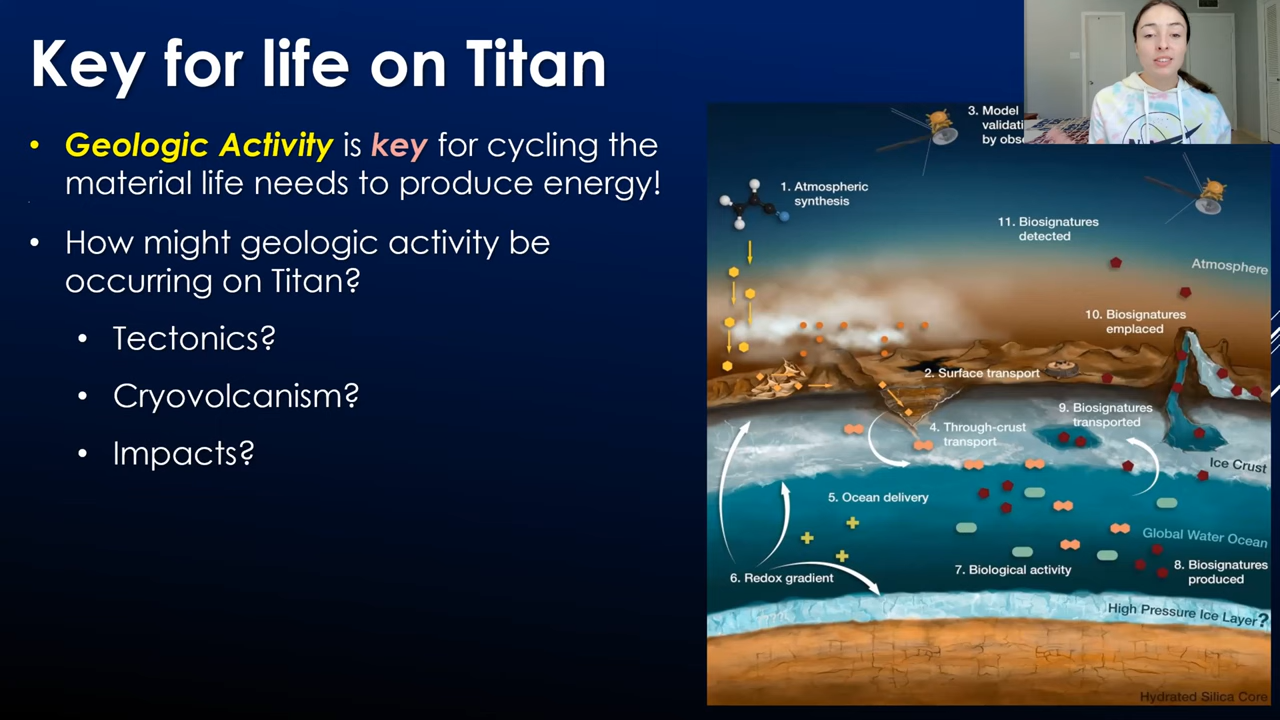 Key for life on Titan
• Geologic Activity is key for cycling the
material life needs to produce energy!
• How might geologic activity be
occurring on Titan?
• Tectonics?
• Cryovolcanism?
• Impacts?
3. Model
by
1. Atmospheric
synthesis
11. Biosignatures
detected
Atmosphere
10. Biosignatures
emplaced
2. Surface transport
9. Biosignatures
transported
4. Through-crust
transport
Ice Crust
5. Ocean delivery
Global Water Ocean
6. Redox gradient
7. Biological activity
8. Biosignatures
produced
High Pressure Ice Layer?
Hydrated Silica Core